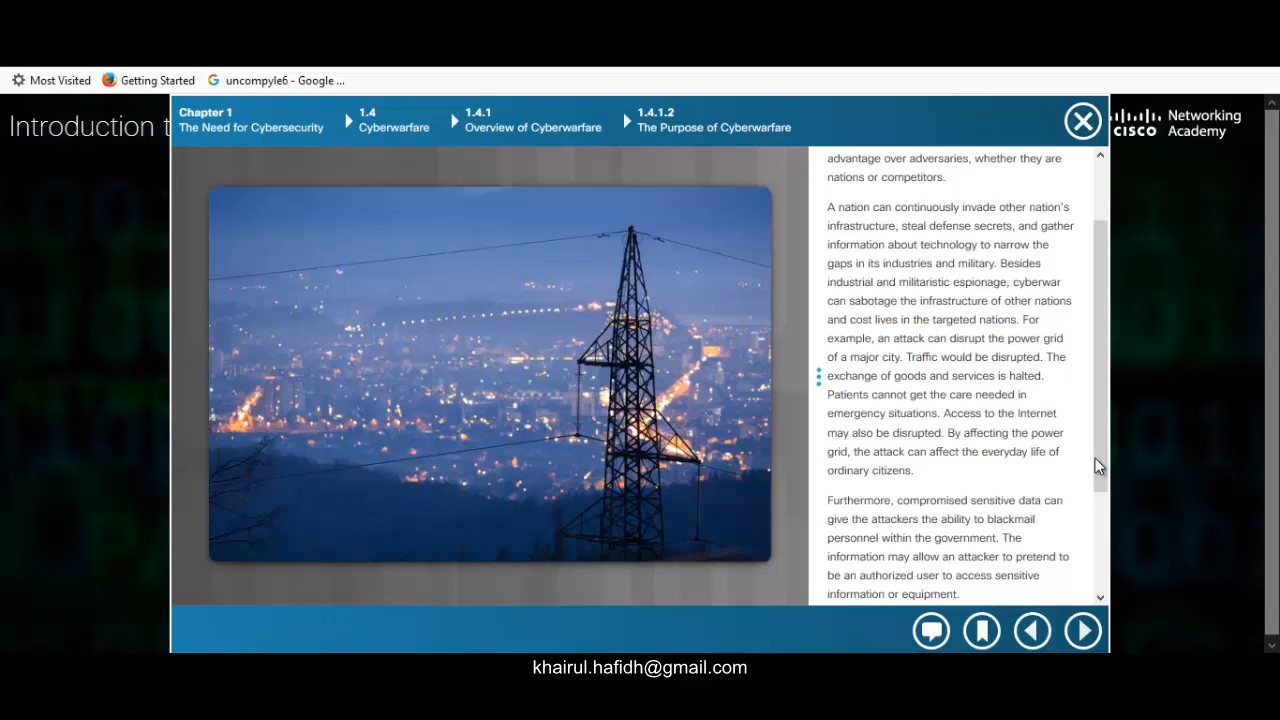 Most Visited Getting Started uncompyle6 - Google ...
Introduction t
Chapter 1
The Need for Cybersecurity
1.4
Cyberwarfare
1.4.1
Overview of Cyberwarfare
1.4.1.2
The Purpose of Cyberwarfare
CISCO
Networking
Academy
advantage over adversaries, whether they are
nations or competitors.
A nation can continuously invade other nation's
infrastructure, steal defense secrets, and gather
information about technology to narrow the
gaps in its industries and military. Besides
industrial and militaristic espionage, cyberwar
can sabotage the infrastructure of other nations
and cost lives in the targeted nations. For
example, an attack can disrupt the power grid
of a major city. Traffic would be disrupted. The
exchange of goods and services is halted.
Patients cannot get the care needed in
emergency situations. Access to the Internet
may also be disrupted. By affecting the power
grid, the attack can affect the everyday life of
ordinary citizens.
Furthermore, compromised sensitive data can
give the attackers the ability to blackmail
personnel within the government. The
information may allow an attacker to pretend to
be an authorized user to access sensitive
information or equipment.
khairul.hafidh@gmail.com